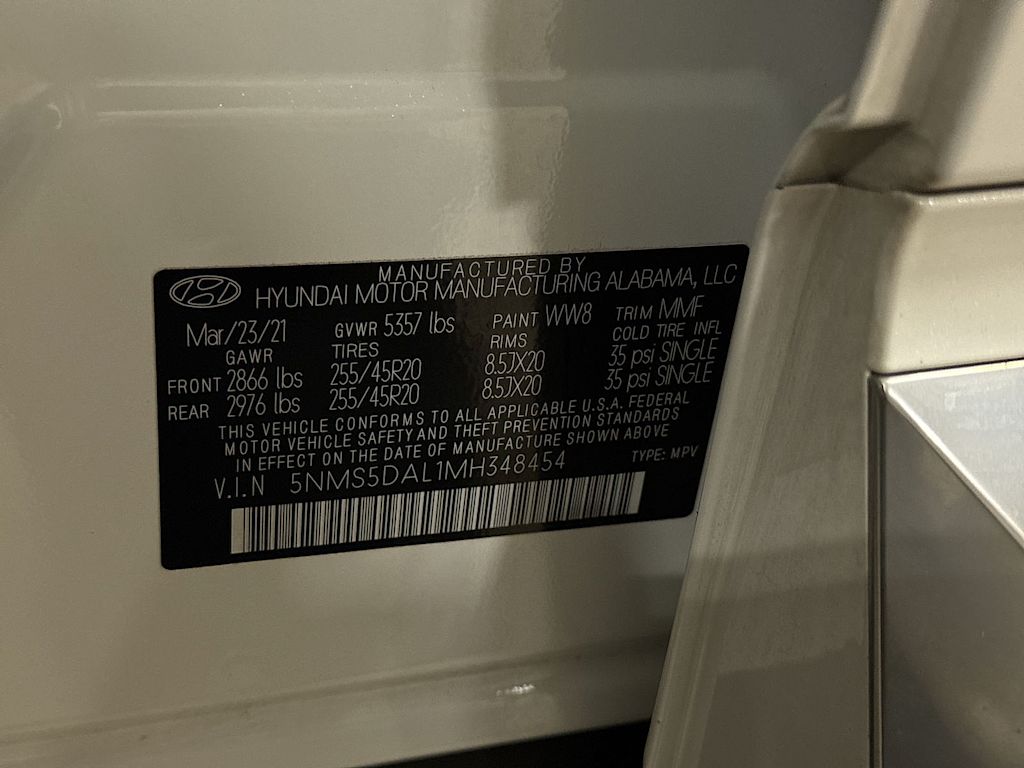 MANUFACTURED BY
HYUNDAI MOTOR MANUFACTURING ALABAMA, LLC
Mar/23/21 GVWR 5357 lbs PAINT WW8 TRIM MMF
GAWR TIRES RIMS COLD TIRE INFL
FRONT 2866 lbs 255/45R20 8.5JX20 35 psi SINGLE
REAR 2976 lbs 255/45R20 8.5JX20 35 psi SINGLE
THIS VEHICLE CONFORMS TO ALL APPLICABLE U.S.A. FEDERAL
MOTOR VEHICLE SAFETY AND THEFT PREVENTION STANDARDS
IN EFFECT ON THE DATE OF MANUFACTURE SHOWN ABOVE
V.I.N 5NMS5DAL1MH348454 TYPE: MPV